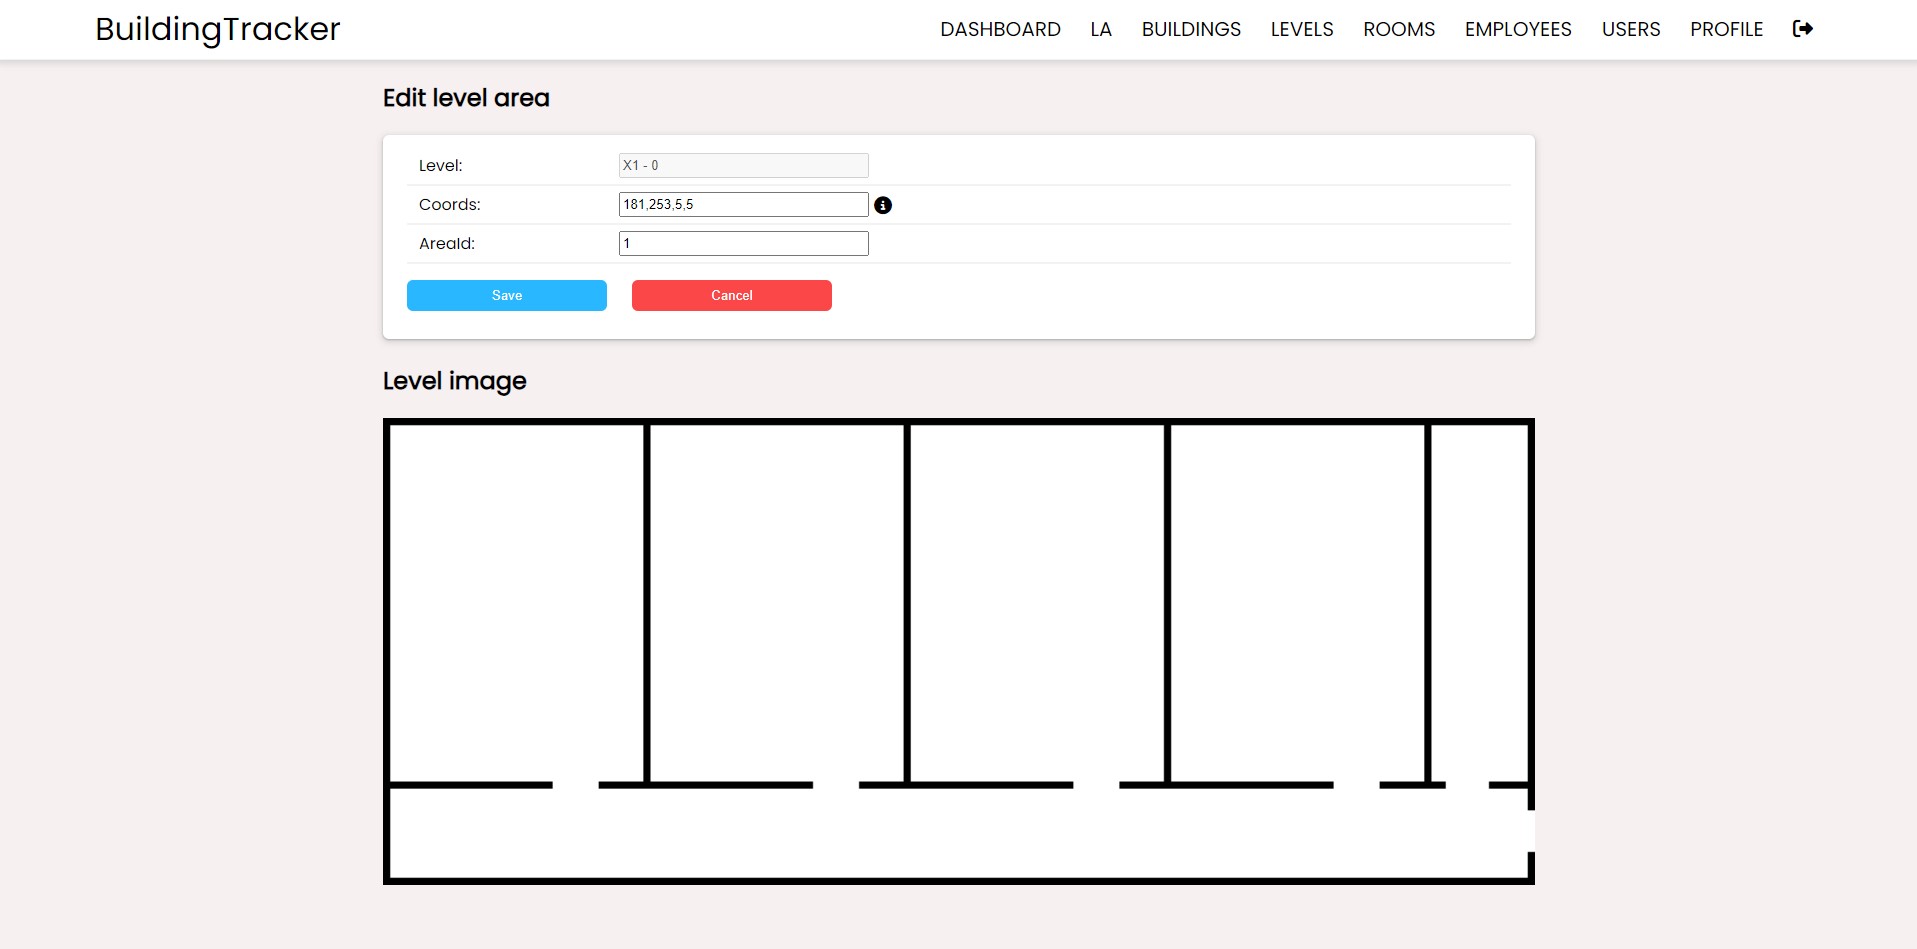 BuildingTracker
DASHBOARD LA BUILDINGS LEVELS ROOMS EMPLOYEES USERS PROFILE
Edit level area
Level: X1 - 0
Coords: 181,253,5,5
AreaId: 1
Save Cancel
Level image